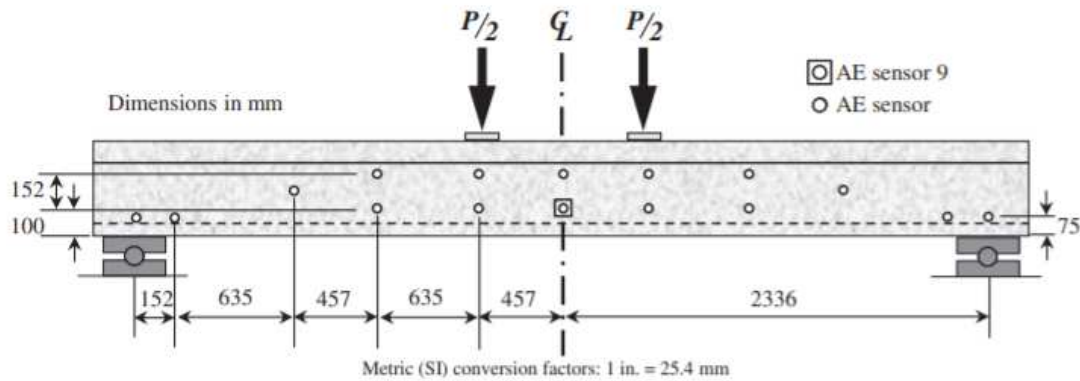 P/2 CL P/2
AE sensor 9
Dimensions in mm
AE sensor
152
100
75
152 635 457 635 457 2336
Metric (SI) conversion factors: 1 in. = 25.4 mm